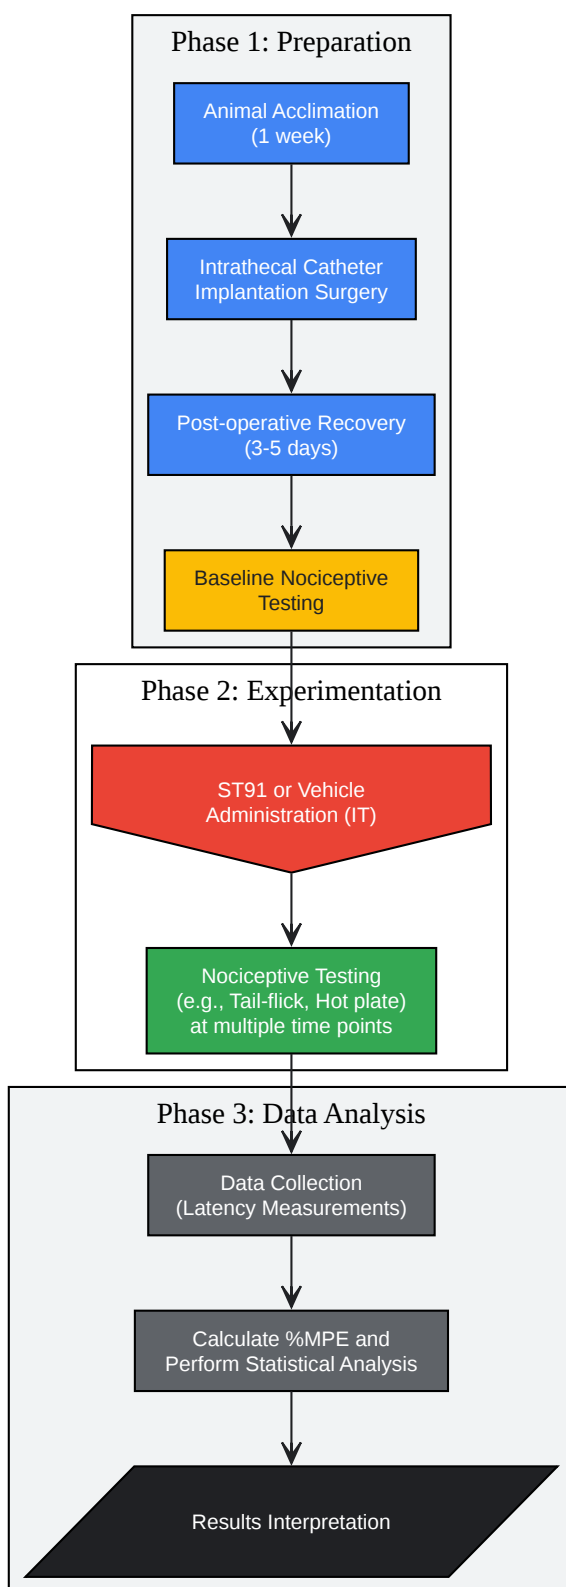 Phase 1: Preparation
Animal Acclimation
(1 week)
Intrathecal Catheter
Implantation Surgery
Post-operative Recovery
(3-5 days)
Baseline Nociceptive
Testing
Phase 2: Experimentation
ST91 or Vehicle
Administration (IT)
Nociceptive Testing
(e.g., Tail-flick, Hot plate)
at multiple time points
Phase 3: Data Analysis
Data Collection
(Latency Measurements)
Calculate %MPE and
Perform Statistical Analysis
Results Interpretation